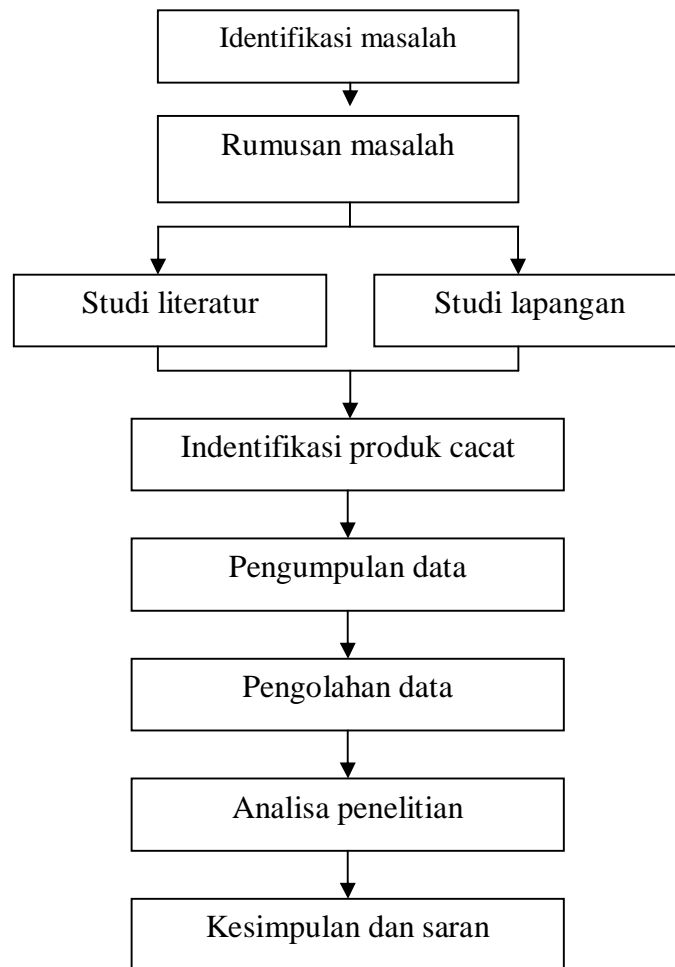 Identifikasi masalah
Rumusan masalah
Studi literatur
Studi lapangan
Indentifikasi produk cacat
Pengumpulan data
Pengolahan data
Analisa penelitian
Kesimpulan dan saran